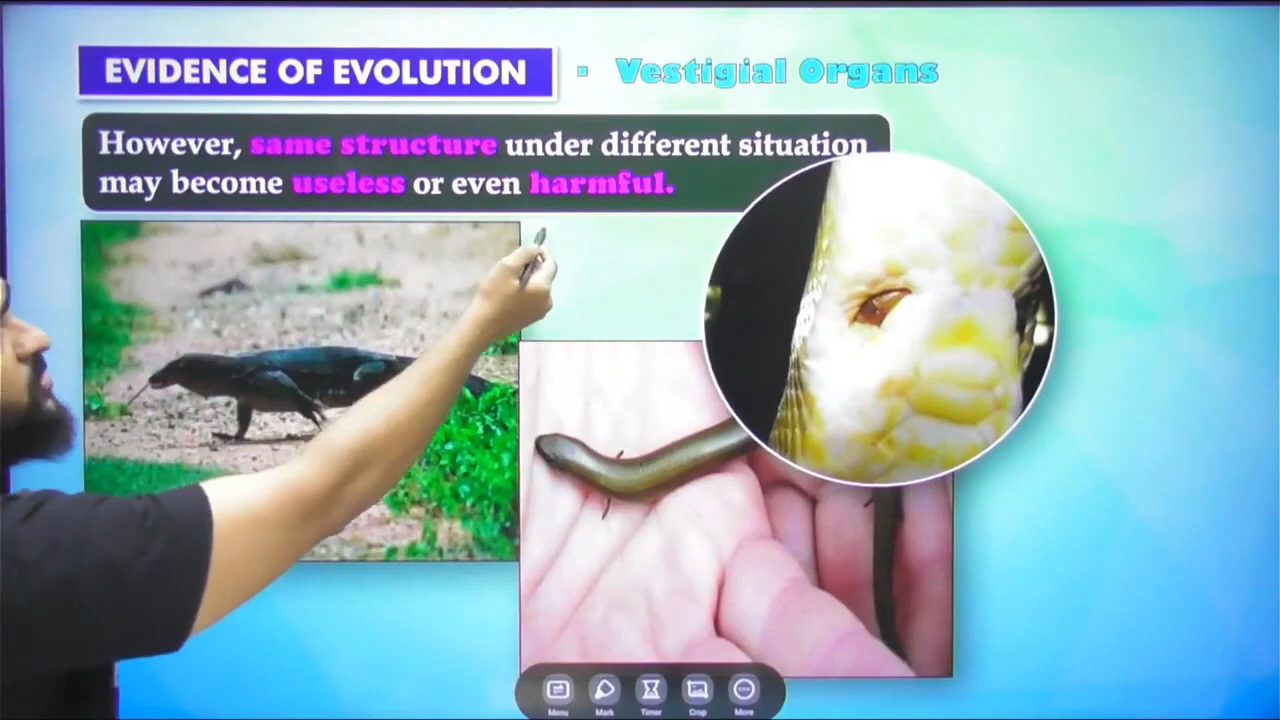 EVIDENCE OF EVOLUTION
▪ Vestigial Organs
However, same structure under different situation
may become useless or even harmful.
Menu Mark Timer Crop More